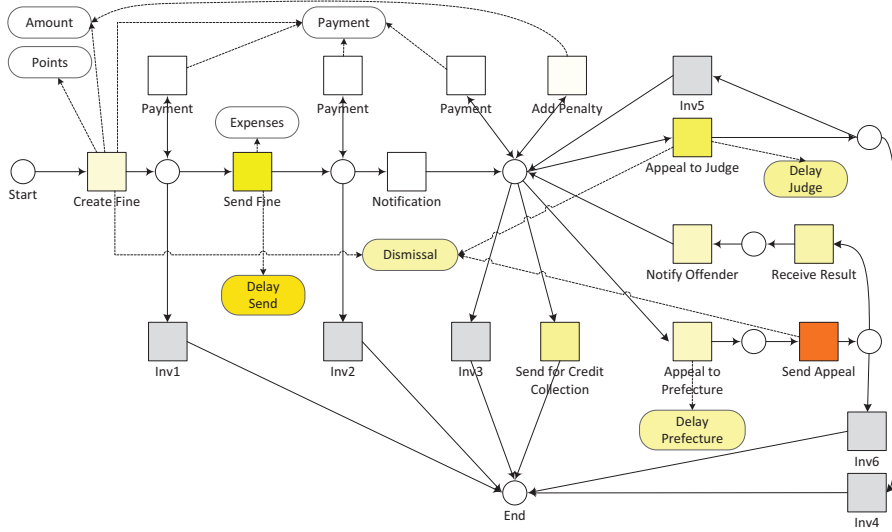 Amount
Payment
Points
Payment
Payment
Payment
Add Penalty
Inv5
Expenses
Start
Create Fine
Send Fine
Notification
Appeal to Judge
Delay
Judge
Dismissal
Notify Offender
Receive Result
Delay
Send
Inv1
Inv2
Inv3
Send for Credit
Collection
Appeal to
Prefecture
Send Appeal
Delay
Prefecture
Inv6
End
Inv4